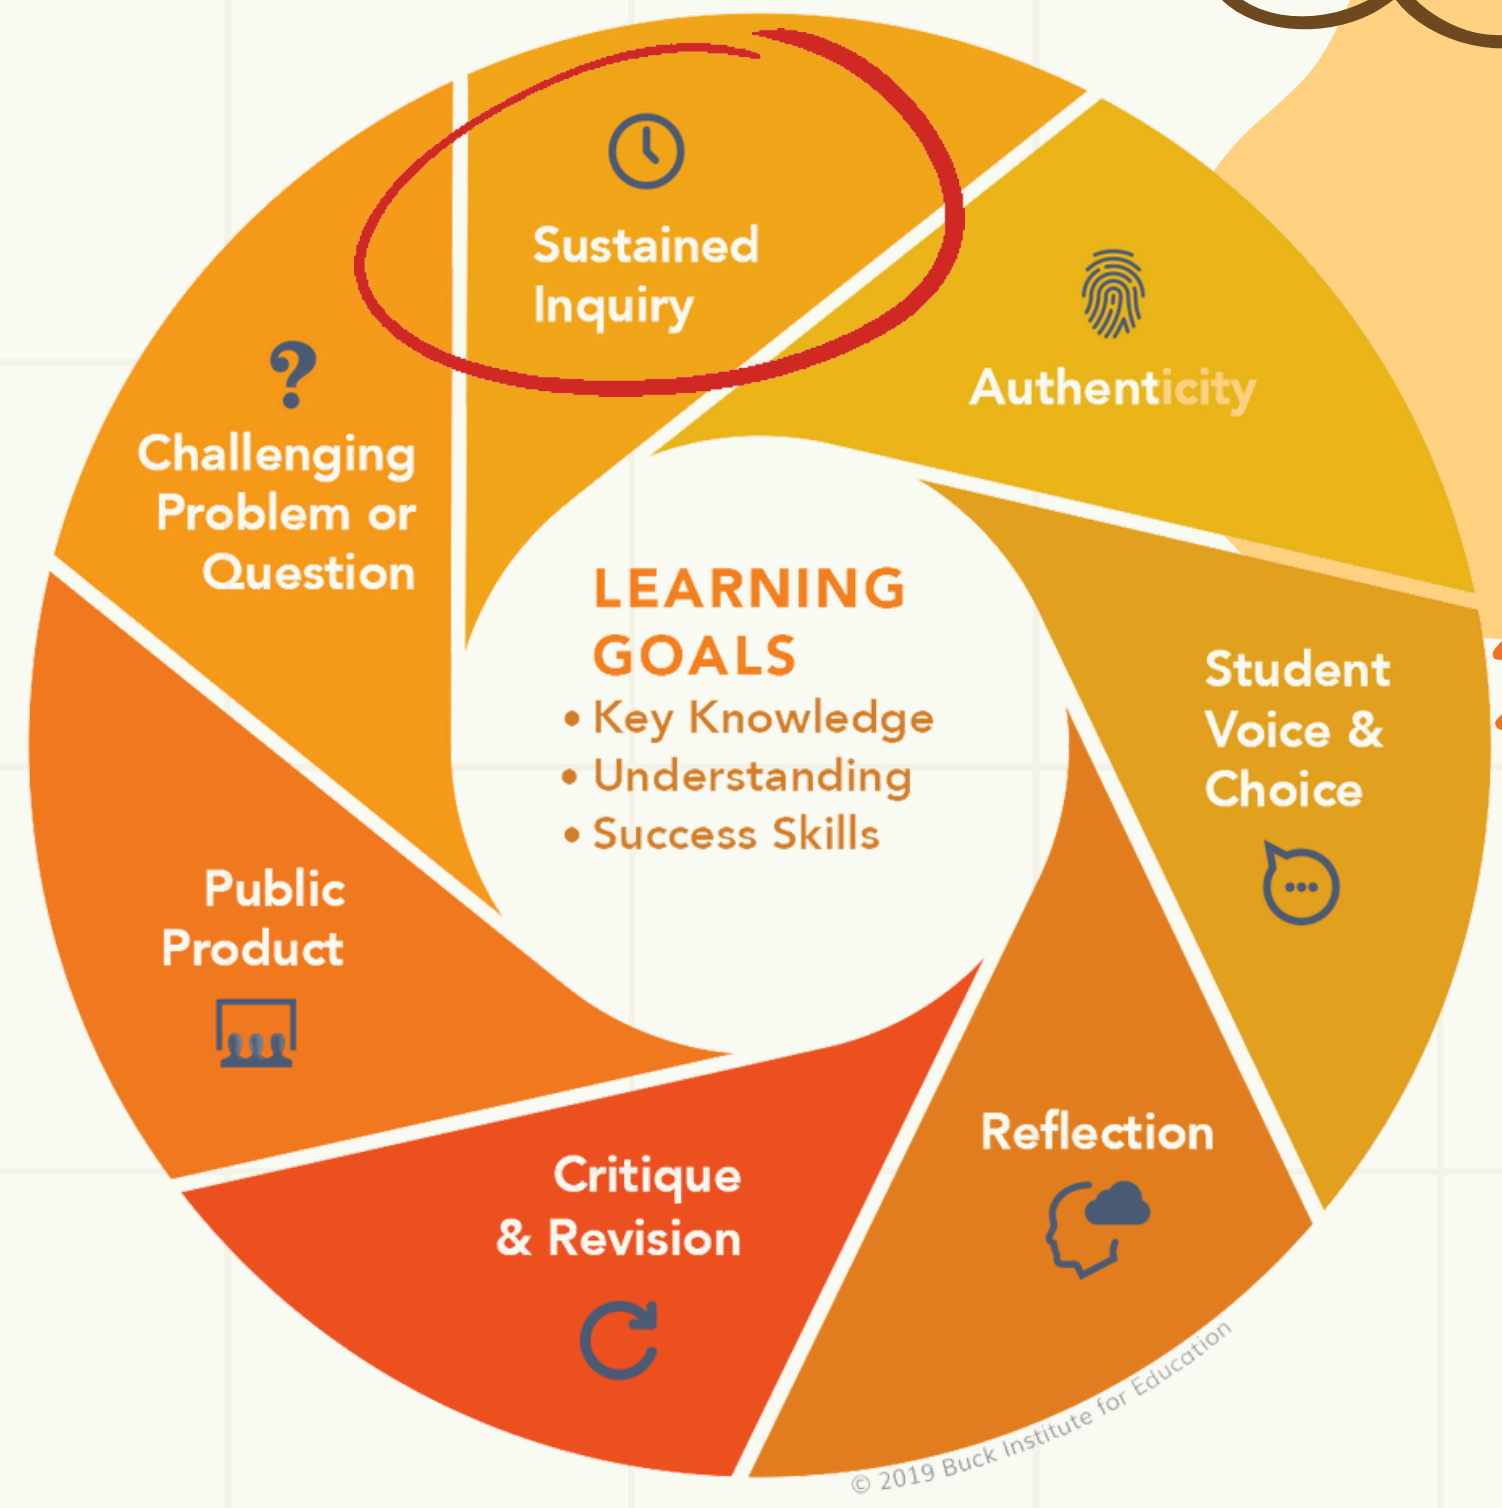 Sustained
Inquiry
Authenticity
Challenging
Problem or
Question
LEARNING
GOALS
• Key Knowledge
• Understanding
• Success Skills
Student
Voice &
Choice
Public
Product
Reflection
Critique
& Revision
© 2019 Buck Institute for Education